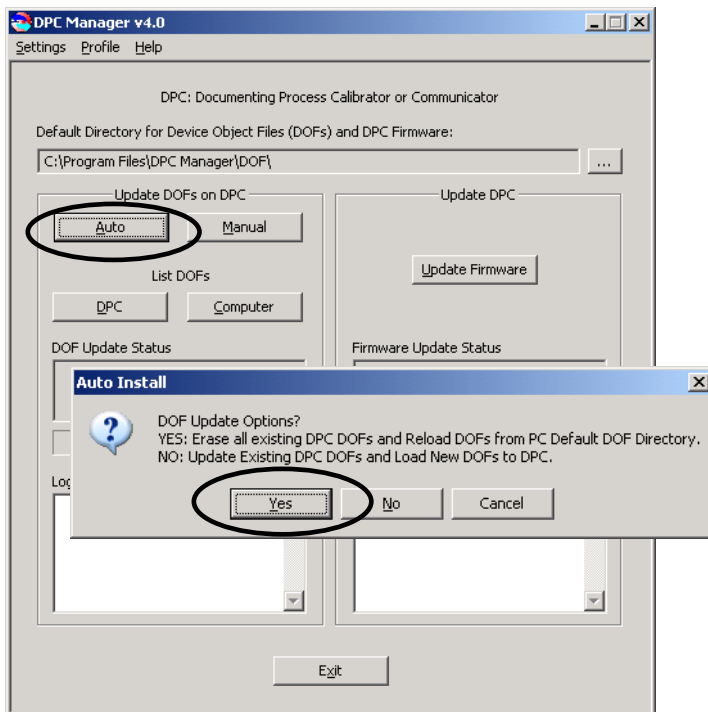 DPC Manager v4.0
Settings Profile Help
DPC: Documenting Process Calibrator or Communicator
Default Directory for Device Object Files (DOFs) and DPC Firmware:
C:\Program Files\DPC Manager\DOF\ ...
Update DOFs on DPC
Auto Manual
List DOFs
DPC Computer
DOF Update Status
Update DPC
Update Firmware
Firmware Update Status
Auto Install
DOF Update Options?
YES: Erase all existing DPC DOFs and Reload DOFs from PC Default DOF Directory.
NO: Update Existing DPC DOFs and Load New DOFs to DPC.
Yes No Cancel
Exit